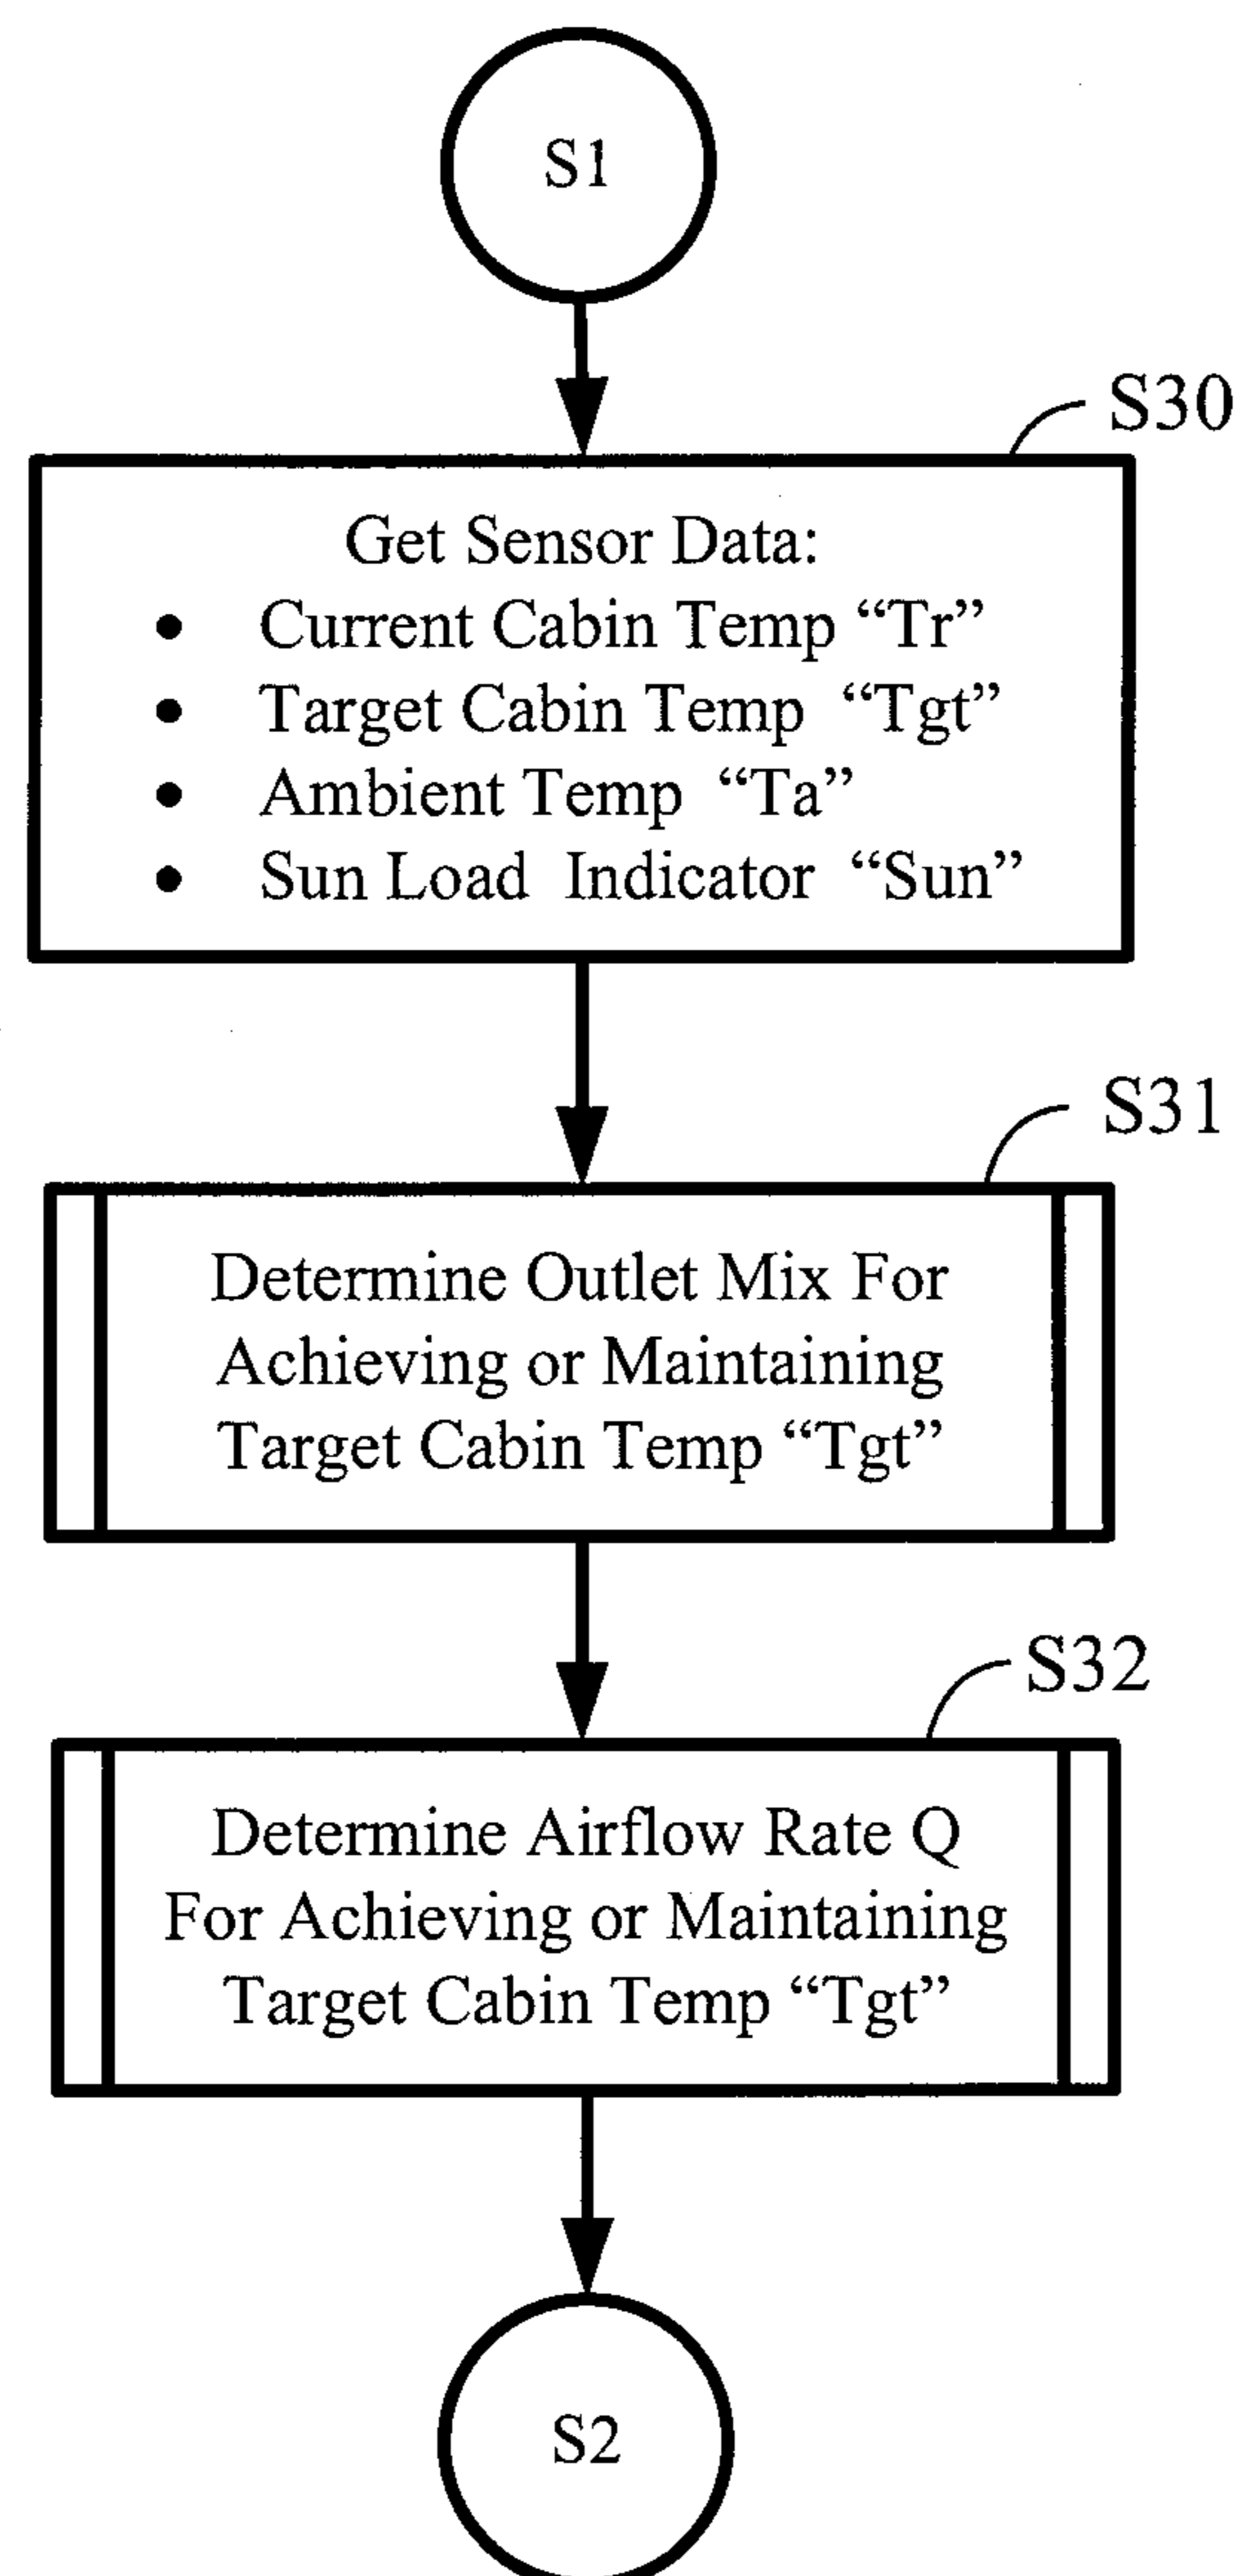 S1
S30
Get Sensor Data:
• Current Cabin Temp “Tr”
• Target Cabin Temp “Tgt”
• Ambient Temp “Ta”
• Sun Load Indicator “Sun”
S31
Determine Outlet Mix For
Achieving or Maintaining
Target Cabin Temp “Tgt”
S32
Determine Airflow Rate Q
For Achieving or Maintaining
Target Cabin Temp “Tgt”
S2